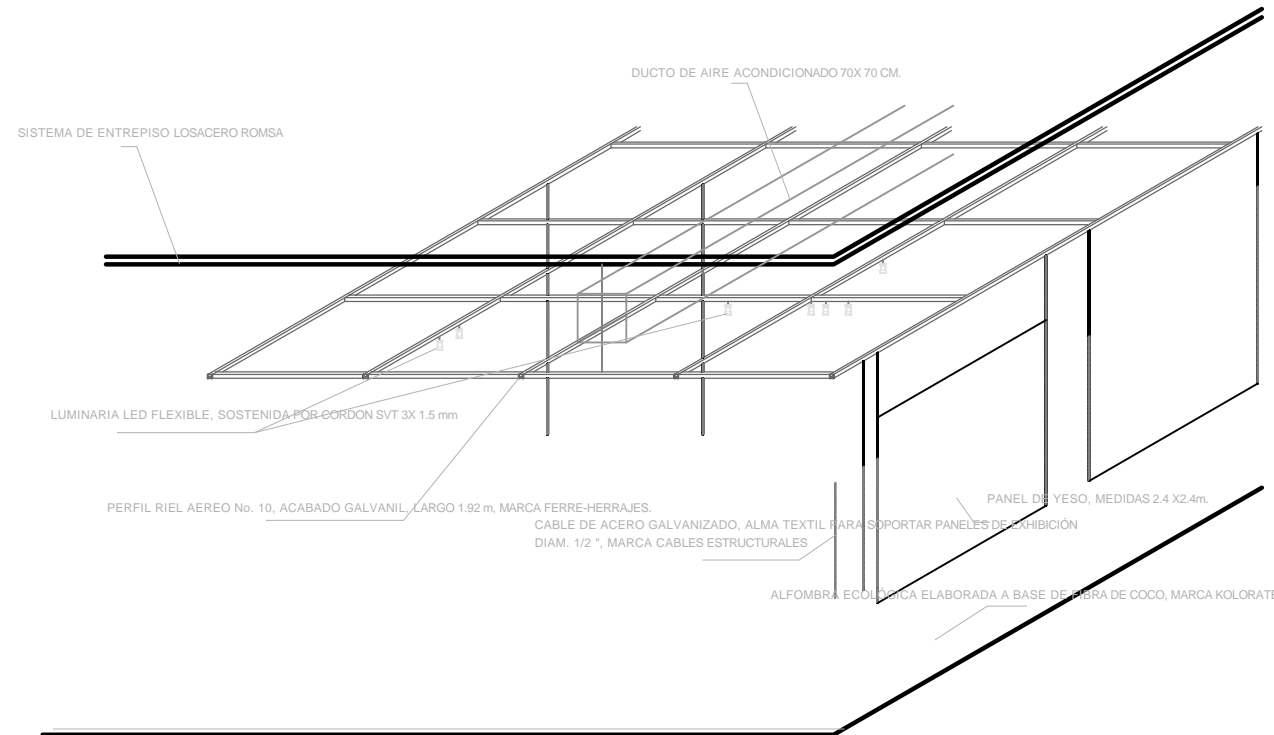 DUCTO DE AIRE ACONDICIONADO 70X 70 CM.
SISTEMA DE ENTREPISO LOSACERO ROMSA
LUMINARIA LED FLEXIBLE, SOSTENIDA POR CORDON SVT 3X 1.5 mm
PERFIL RIEL AEREO No. 10, ACABADO GALVANIL, LARGO 1.92 m, MARCA FERRE-HERRAJES.
PANEL DE YESO, MEDIDAS 2.4 X2.4m.
CABLE DE ACERO GALVANIZADO, ALMA TEXTIL PARA SOPORTAR PANELES DE EXHIBICIÓN
DIAM. 1/2 ", MARCA CABLES ESTRUCTURALES
ALFOMBRA ECOLÓGICA ELABORADA A BASE DE FIBRA DE COCO, MARCA KOLORATE